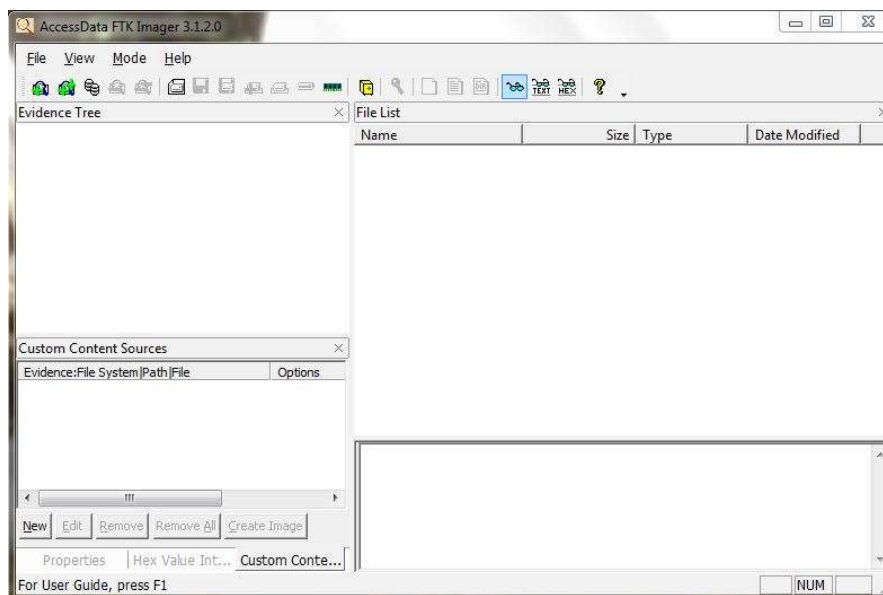 AccessData FTK Imager 3.1.2.0
File View Mode Help
TEXT HEX
Evidence Tree
File List
Name Size Type Date Modified
Custom Content Sources
Evidence:File System|Path|File Options
New Edit Remove Remove All Create Image
Properties Hex Value Int... Custom Conte...
For User Guide, press F1
NUM